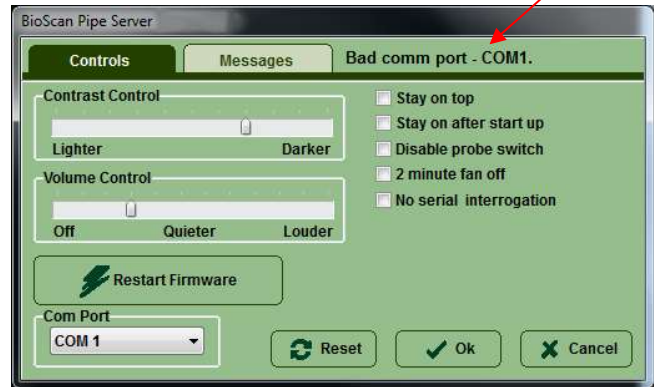 BioScan Pipe Server
Controls
Messages
Bad comm port - COM1.
Contrast Control
Lighter Darker
Volume Control
Off Quieter Louder
Restart Firmware
Com Port
COM 1
Stay on top
Stay on after start up
Disable probe switch
2 minute fan off
No serial interrogation
Reset
Ok
Cancel